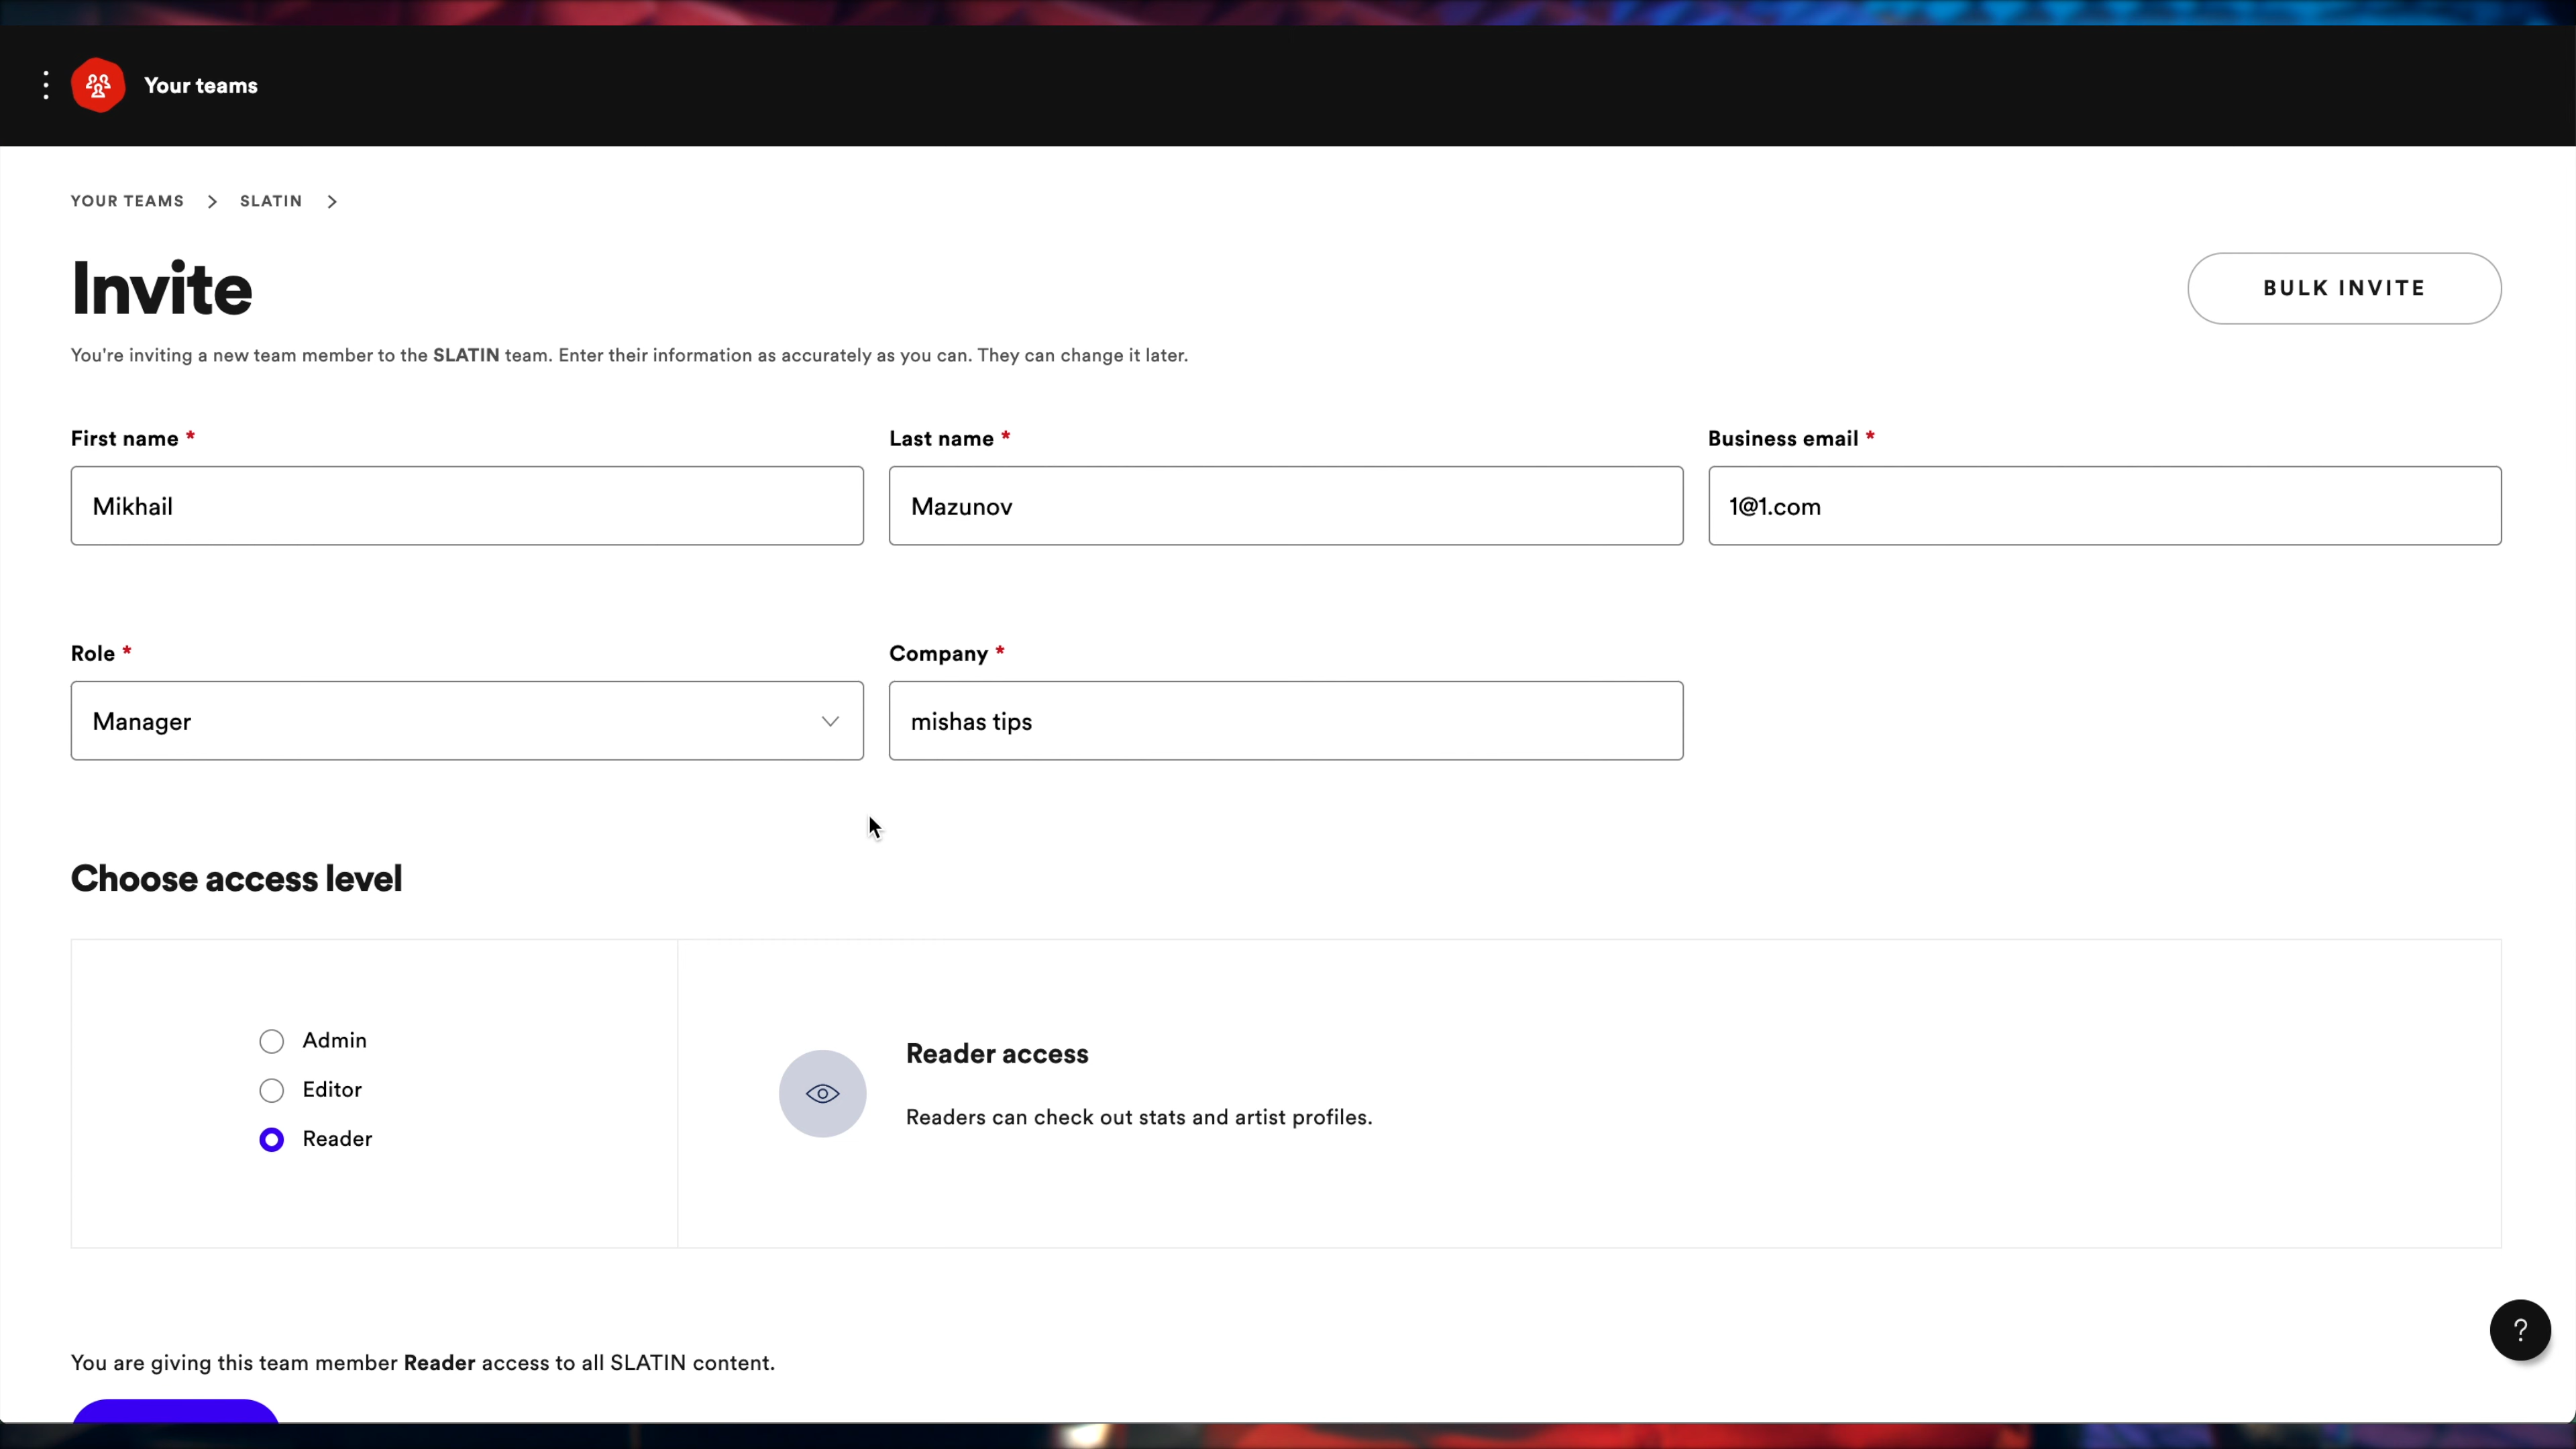 Your teams
YOUR TEAMS > SLATIN >
Invite
BULK INVITE
You're inviting a new team member to the SLATIN team. Enter their information as accurately as you can. They can change it later.
First name * Last name * Business email *
Mikhail Mazunov 1@1.com
Role * Company *
Manager mishas tips
Choose access level
Admin
Editor
Reader
Reader access
Readers can check out stats and artist profiles.
?
You are giving this team member Reader access to all SLATIN content.